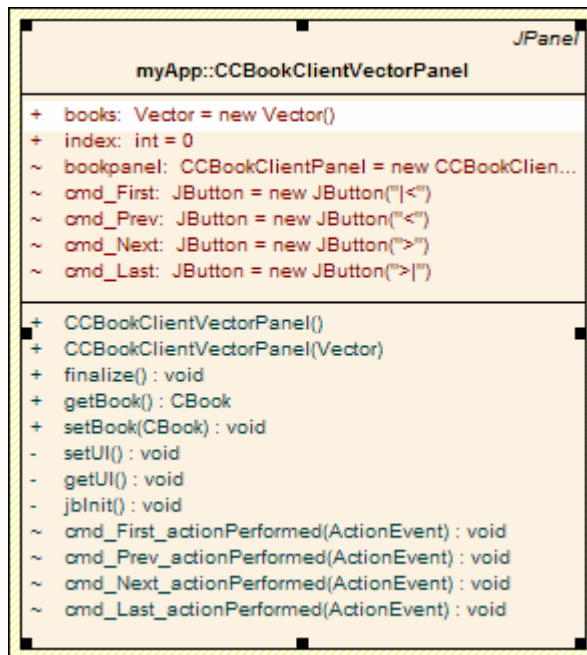 JPanel
myApp::CCBookClientVectorPanel
+ books: Vector = new Vector()
+ index: int = 0
~ bookpanel: CCBookClientPanel = new CCBookClien...
~ cmd_First: JButton = new JButton("|<")
~ cmd_Prev: JButton = new JButton("<")
~ cmd_Next: JButton = new JButton(">")
~ cmd_Last: JButton = new JButton(">|")
+ CCBookClientVectorPanel()
+ CCBookClientVectorPanel(Vector)
+ finalize() : void
+ getBook() : CBook
+ setBook(CBook) : void
- setUI() : void
- getUI() : void
- jbInit() : void
~ cmd_First_actionPerformed(ActionEvent) : void
~ cmd_Prev_actionPerformed(ActionEvent) : void
~ cmd_Next_actionPerformed(ActionEvent) : void
~ cmd_Last_actionPerformed(ActionEvent) : void